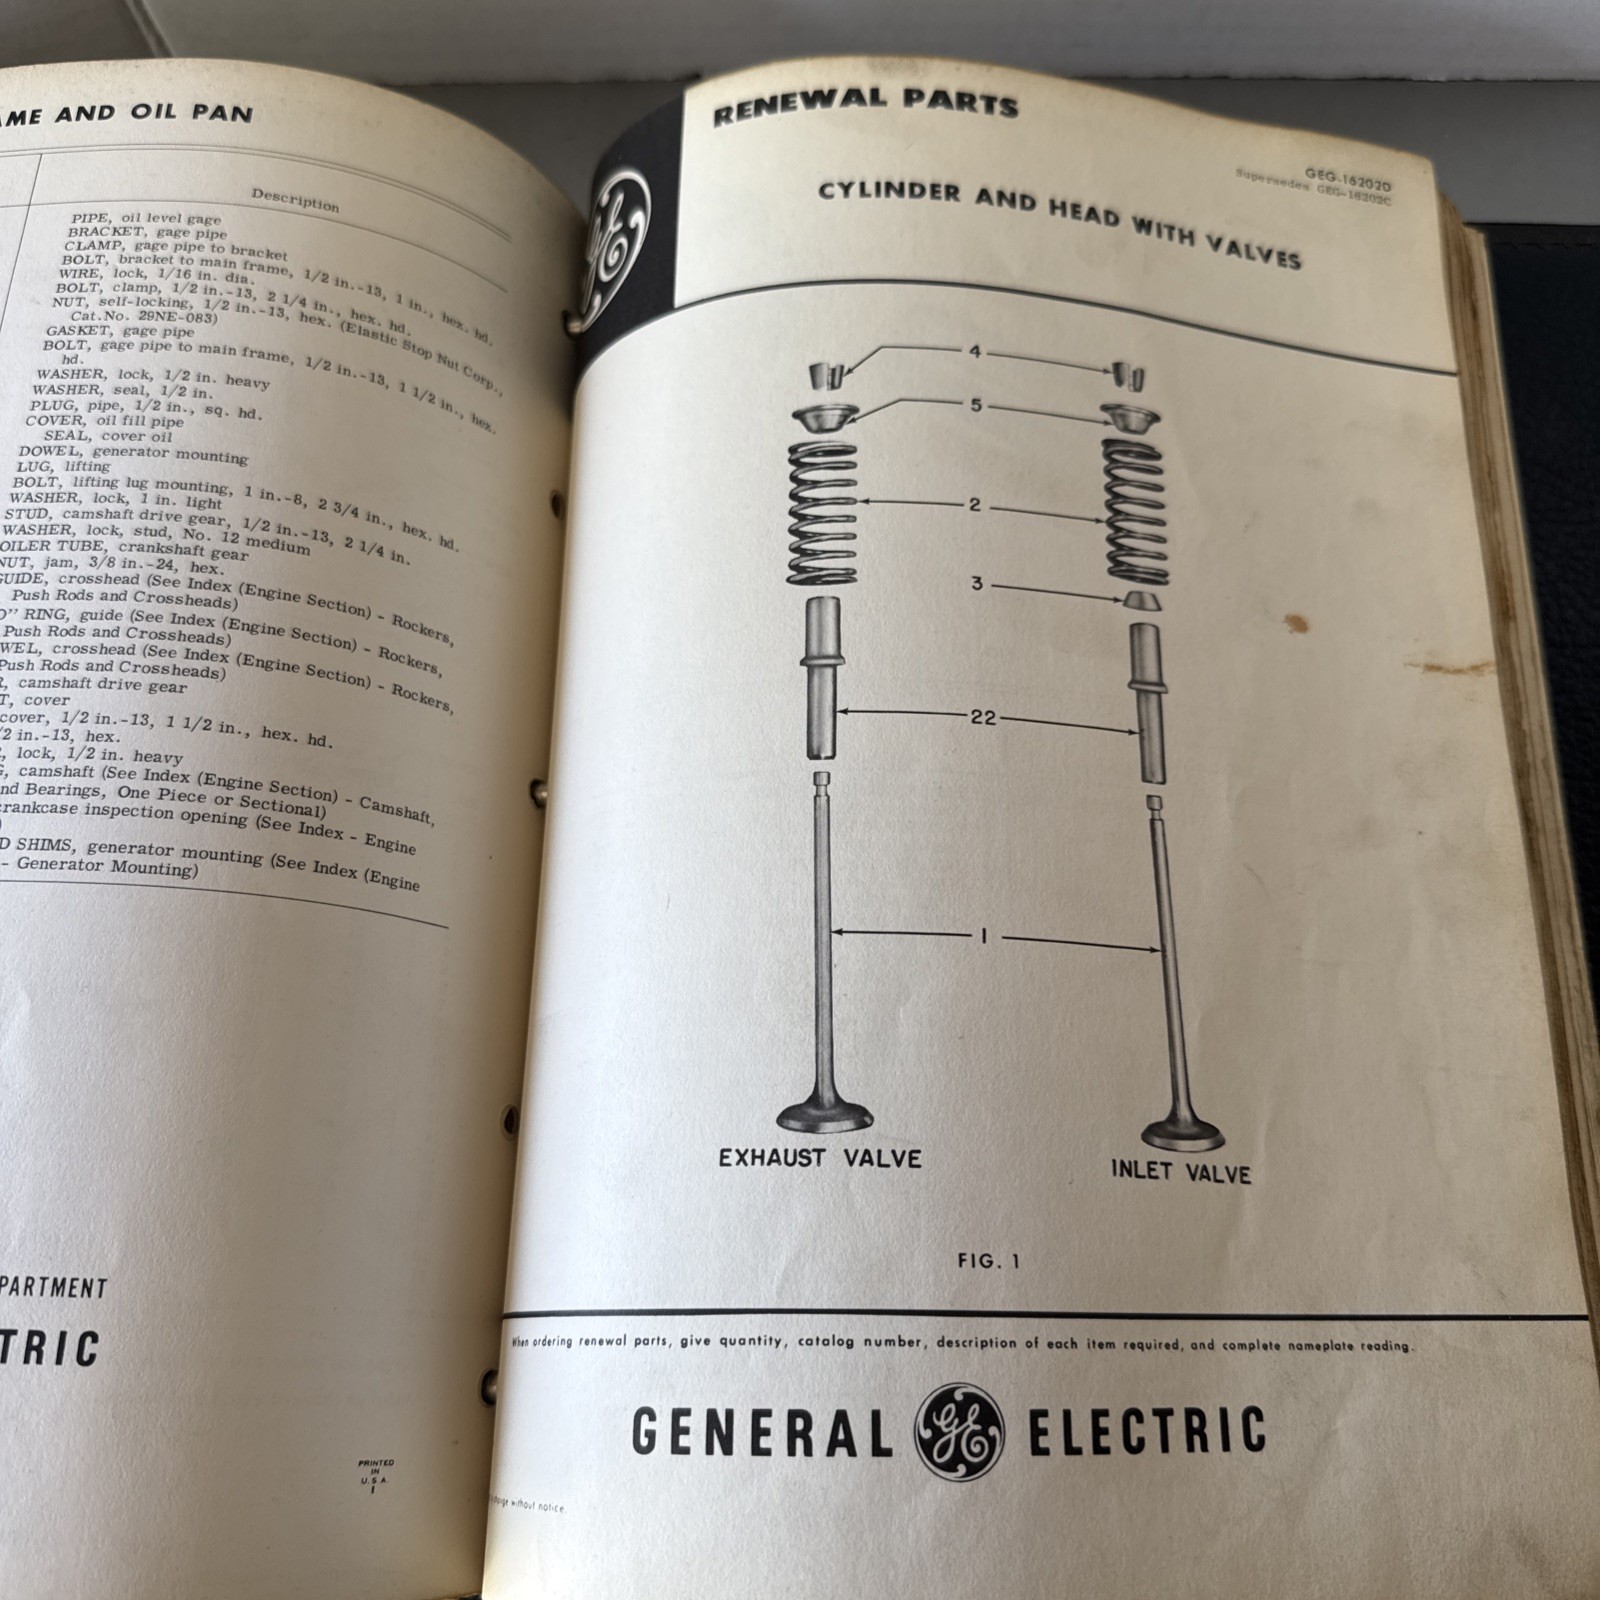 AME AND OIL PAN
Description
PIPE, oil level gage
BRACKET, gage pipe
CLAMP, gage pipe to bracket
BOLT, bracket to main frame, 1/2 in.-13, 1 in., hex. hd.
WIRE, lock, 1/16 in. dia.
BOLT, clamp, 1/2 in.-13, 2 1/4 in., hex. hd.
NUT, self-locking, 1/2 in.-13, hex. (Elastic Stop Nut Corp.,
Cat.No. 29NE-083)
GASKET, gage pipe
BOLT, gage pipe to main frame, 1/2 in.-13, 1 1/2 in., hex.
hd.
WASHER, lock, 1/2 in. heavy
WASHER, seal, 1/2 in.
PLUG, pipe, 1/2 in., sq. hd.
COVER, oil fill pipe
SEAL, cover oil
DOWEL, generator mounting
LUG, lifting
BOLT, lifting lug mounting, 1 in.-8, 2 3/4 in., hex. hd.
WASHER, lock, 1 in. light
STUD, camshaft drive gear, 1/2 in.-13, 2 1/4 in.
WASHER, lock, stud, No. 12 medium
OILER TUBE, crankshaft gear
NUT, jam, 3/8 in.-24, hex.
GUIDE, crosshead (See Index (Engine Section) - Rockers,
Push Rods and Crossheads)
O" RING, guide (See Index (Engine Section) - Rockers,
Push Rods and Crossheads)
WEL, crosshead (See Index (Engine Section) - Rockers,
Push Rods and Crossheads)
R, camshaft drive gear
T, cover
cover, 1/2 in.-13, 1 1/2 in., hex. hd.
/2 in.-13, hex.
, lock, 1/2 in. heavy
G, camshaft (See Index (Engine Section) - Camshaft,
nd Bearings, One Piece or Sectional)
crankcase inspection opening (See Index - Engine
)
D SHIMS, generator mounting (See Index (Engine
- Generator Mounting)
PARTMENT
TRIC
PRINTED
IN
U.S.A.
1
RENEWAL PARTS
GEG-16202D
Supersedes GEG-16202C
CYLINDER AND HEAD WITH VALVES
GE
4
5
2
3
22
1
EXHAUST VALVE
INLET VALVE
FIG. 1
When ordering renewal parts, give quantity, catalog number, description of each item required, and complete nameplate reading.
GENERAL GE ELECTRIC
change without notice.